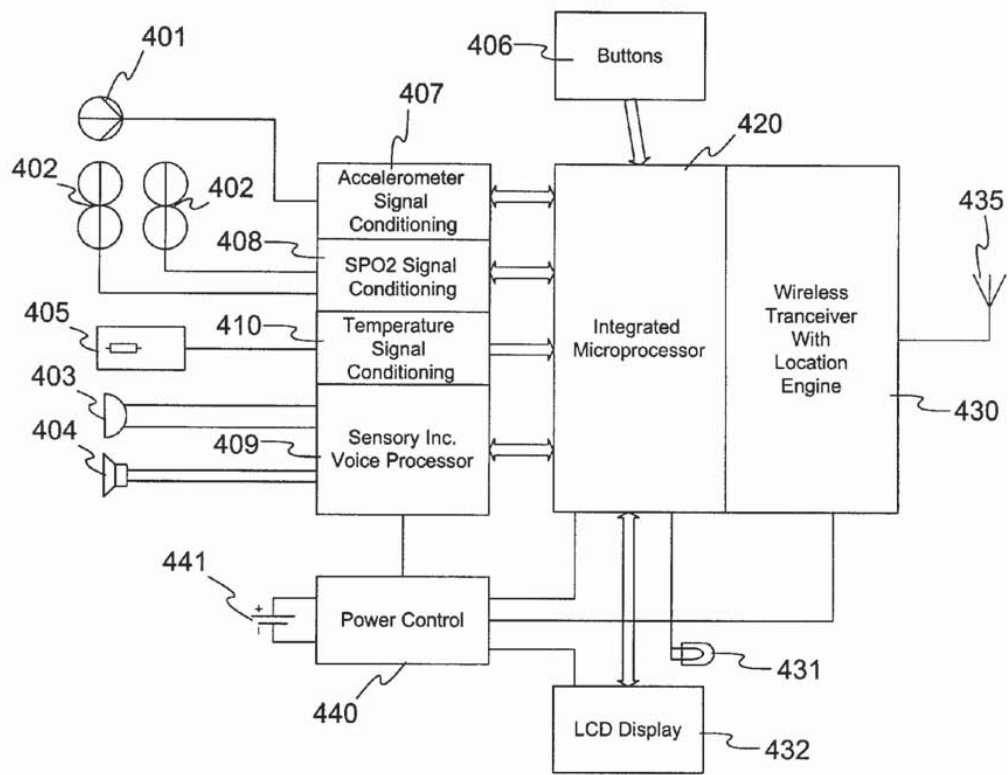 401
406
Buttons
407
420
402
402
Accelerometer
Signal
Conditioning
435
408
SPO2 Signal
Conditioning
405
410
Temperature
Signal
Conditioning
Integrated
Microprocessor
Wireless
Tranceiver
With
Location
Engine
403
430
404
409
Sensory Inc.
Voice Processor
441
+
-
Power Control
431
440
LCD Display
432